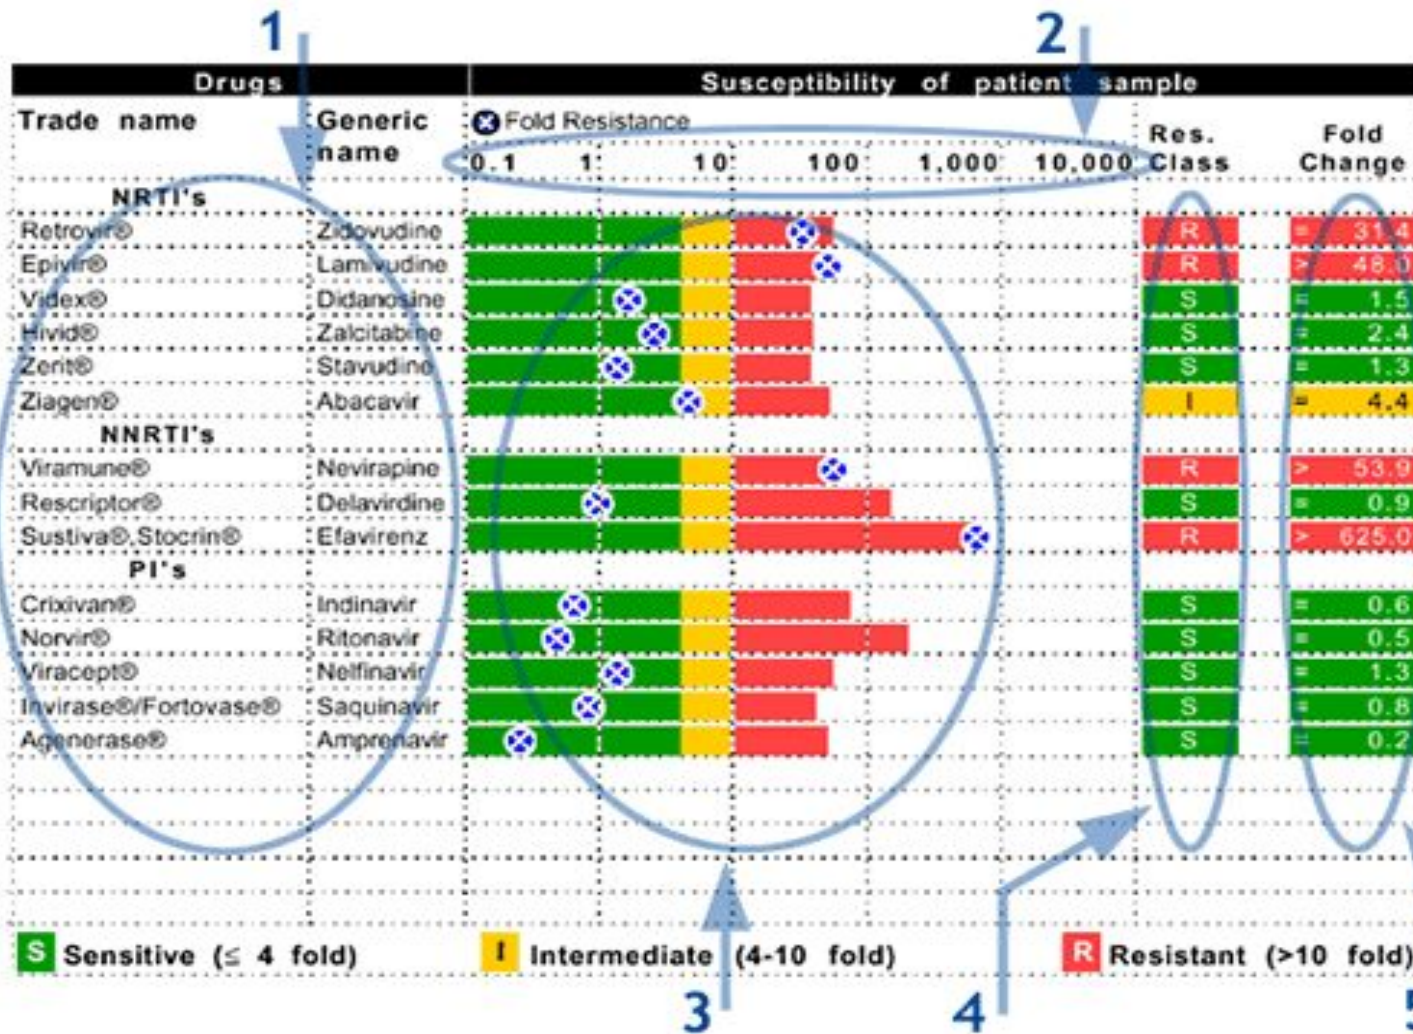 1 2
Drugs Susceptibility of patient sample
Trade name Generic name Fold Resistance Res. Class Fold Change
0.1 1 10 100 1,000 10,000
NRTI's
Retrovir® Zidovudine R = 31.4
Epivir® Lamivudine R > 48.0
Videx® Didanosine S = 1.5
Hivid® Zalcitabine S = 2.4
Zerit® Stavudine S = 1.3
Ziagen® Abacavir I = 4.4
NNRTI's
Viramune® Nevirapine R > 53.9
Rescriptor® Delavirdine S = 0.9
Sustiva®,Stocrin® Efavirenz R > 625.0
PI's
Crixivan® Indinavir S = 0.6
Norvir® Ritonavir S = 0.5
Viracept® Nelfinavir S = 1.3
Invirase®/Fortovase® Saquinavir S = 0.8
Agenerase® Amprenavir S = 0.2
S Sensitive (≤ 4 fold) I Intermediate (4-10 fold) R Resistant (>10 fold)
3 4 5